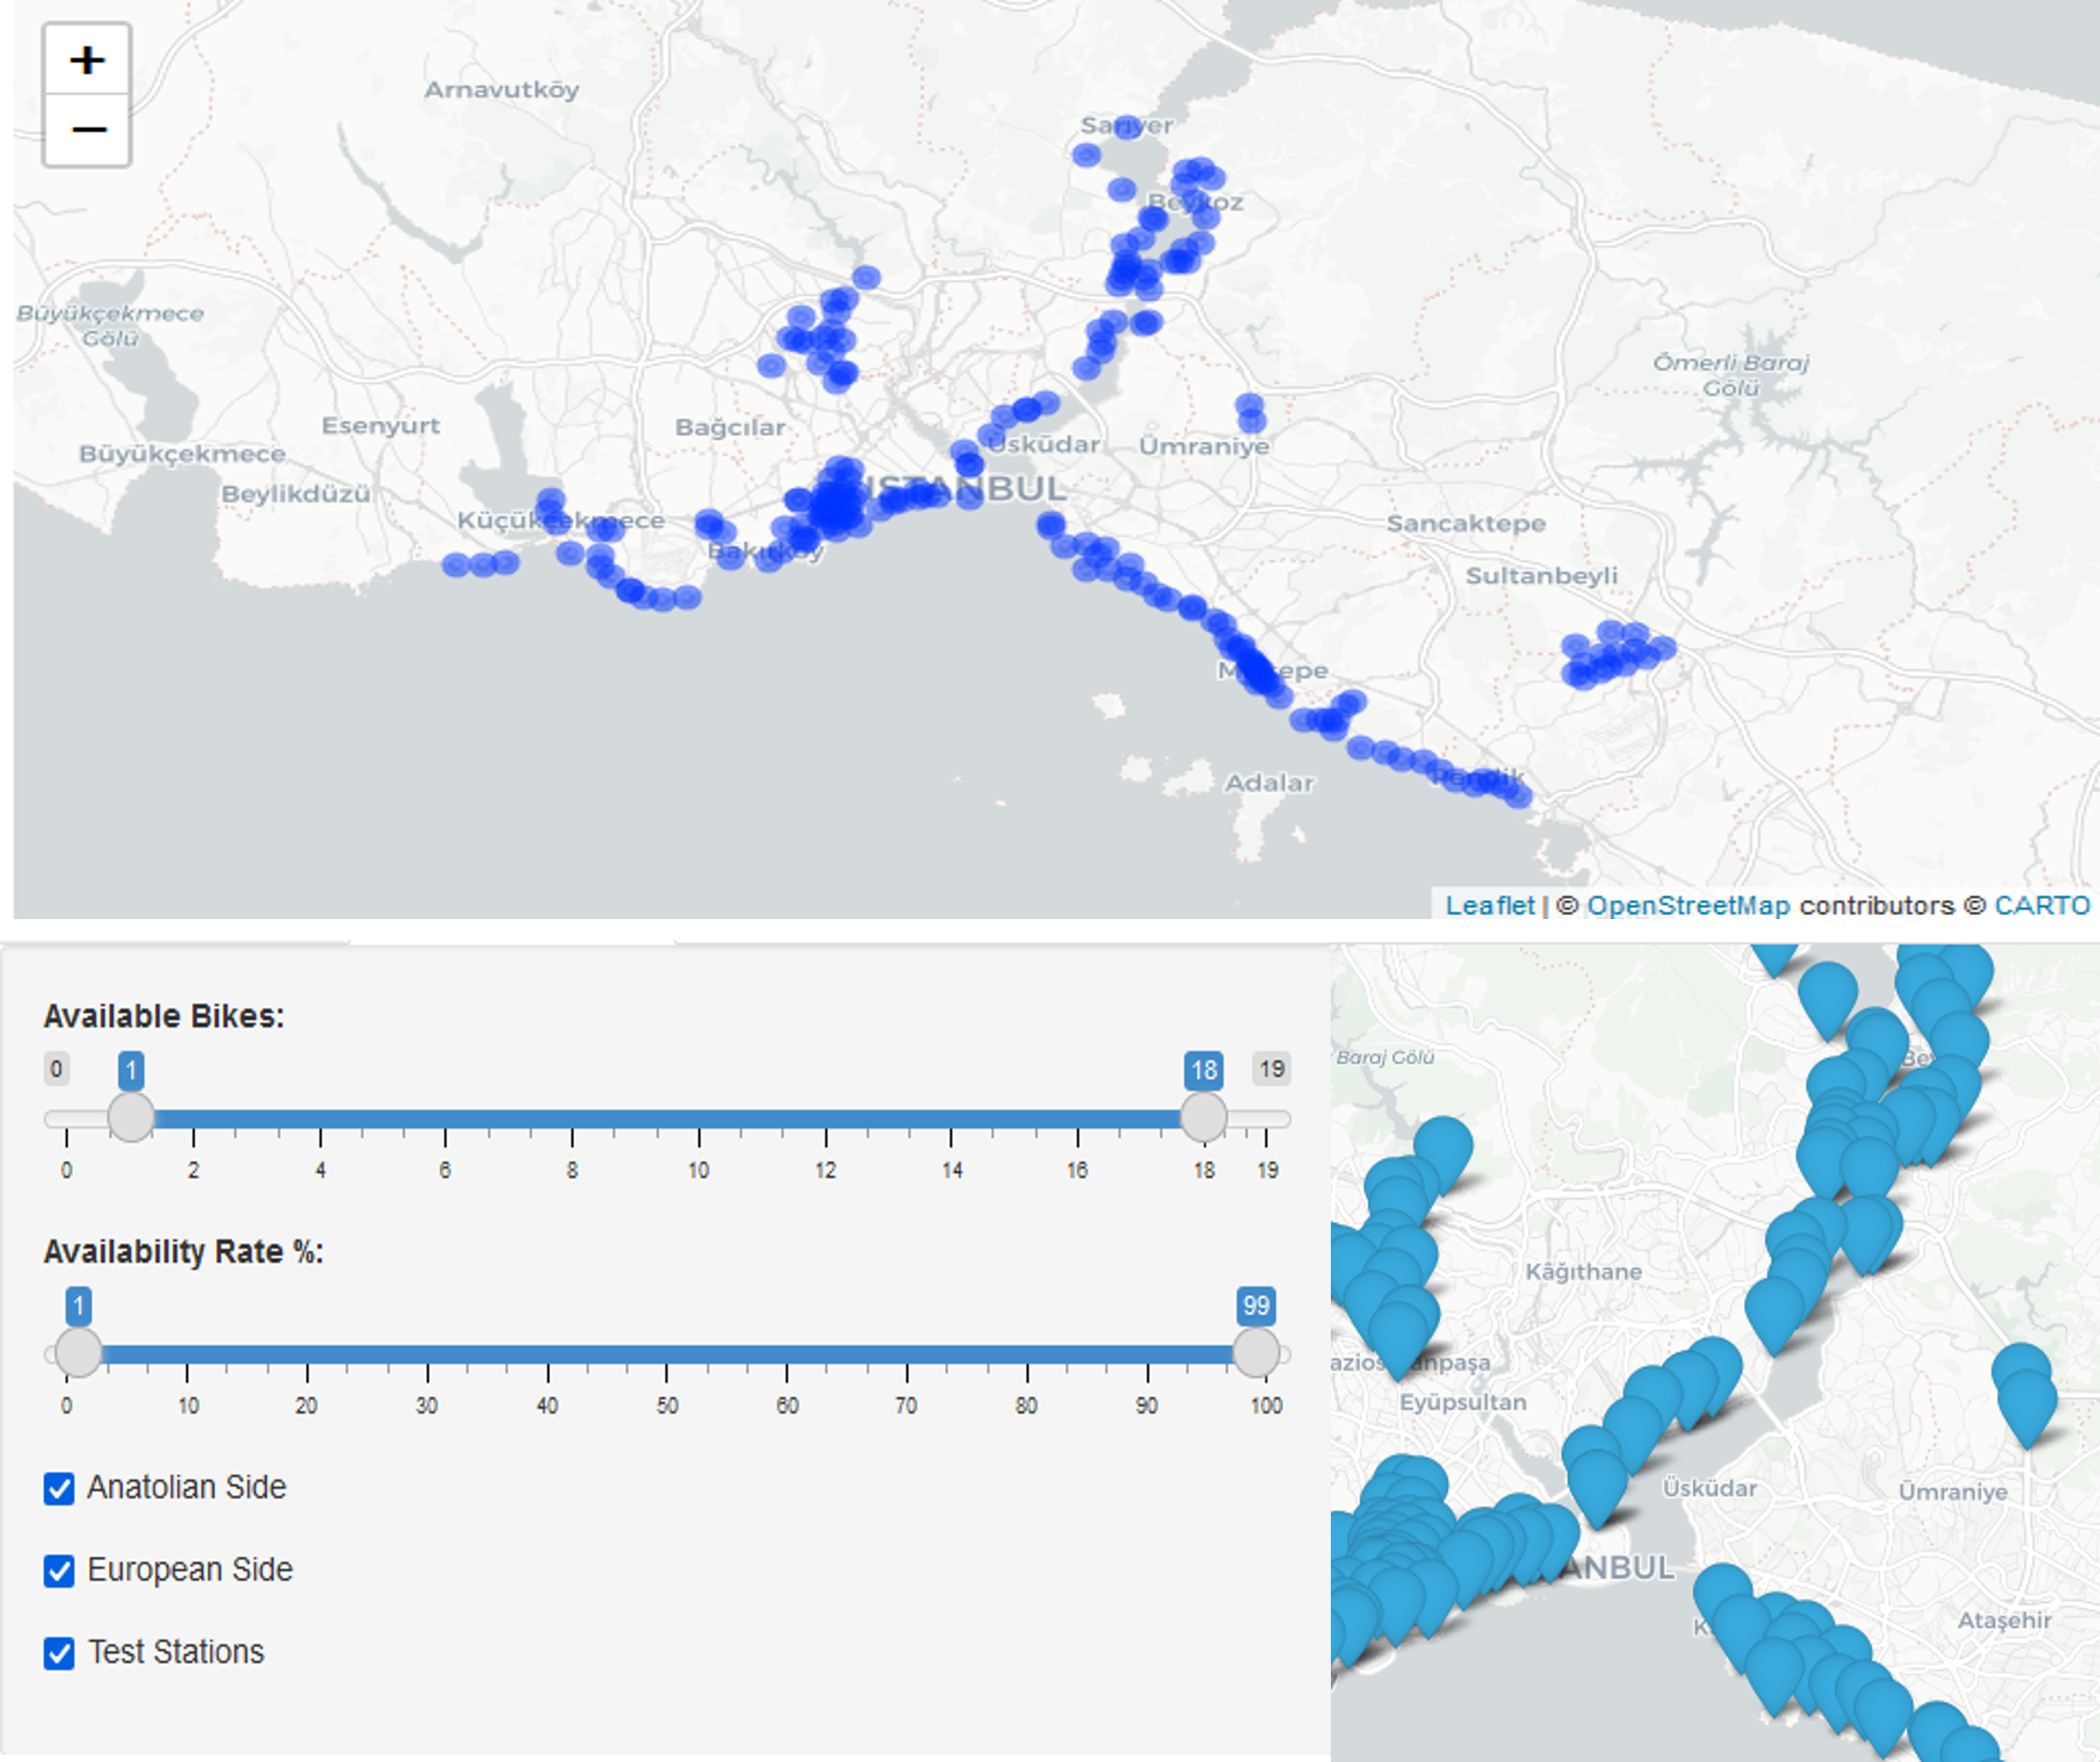 +
−
Arnavutköy
Sarıyer
Beykoz
Büyükçekmece
Gölü
Ömerli Baraj
Gölü
Esenyurt
Bağcılar
Üsküdar
Ümraniye
Büyükçekmece
Beylikdüzü
İSTANBUL
Küçükçekmece
Sancaktepe
Bakırköy
Sultanbeyli
Maltepe
Adalar
Pendik
Leaflet | © OpenStreetMap contributors © CARTO
Available Bikes:
0 1 18 19
0 2 4 6 8 10 12 14 16 18 19
Availability Rate %:
1 99
0 10 20 30 40 50 60 70 80 90 100
Anatolian Side
European Side
Test Stations
Baraj Gölü
Be
Kâğıthane
Eyüpsultan
Üsküdar
Ümraniye
ANBUL
Ataşehir